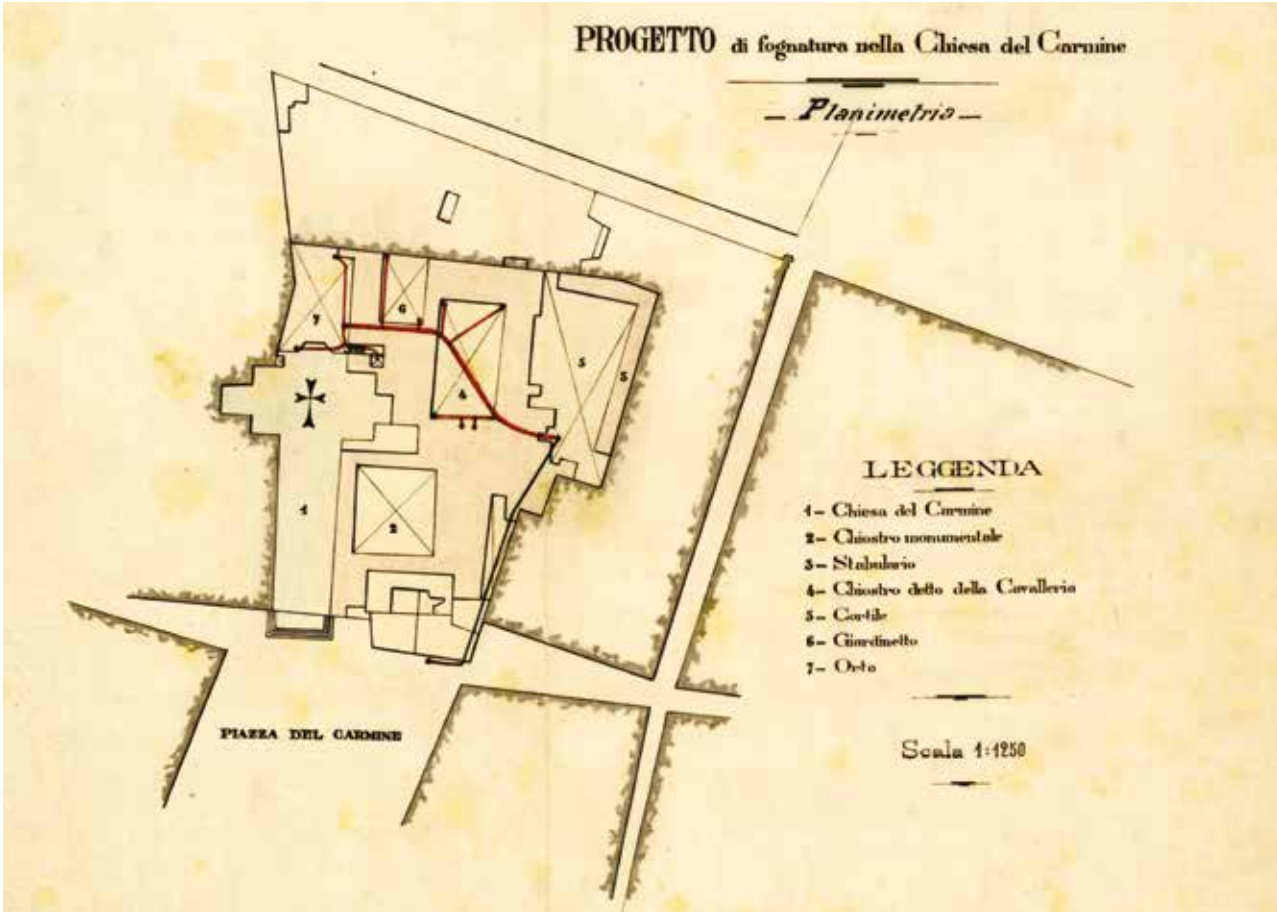 PROGETTO di fognatura nella Chiesa del Carmine
Planimetria
7
6
5
3
4
1
2
LEGGENDA
1- Chiesa del Carmine
2- Chiostro monumentale
3- Stabulario
4- Chiostro detto della Cavalleria
5- Cortile
6- Giardinetto
7- Orto
PIAZZA DEL CARMINE
Scala 1:1250